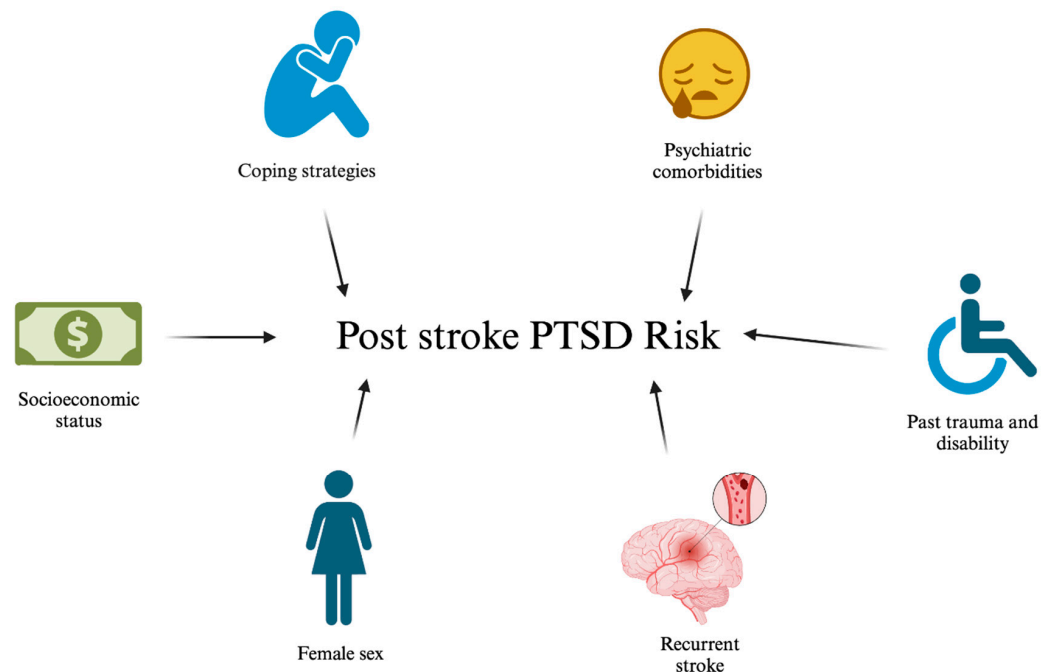 Coping strategies
Psychiatric
comorbidities
$
Post stroke PTSD Risk
Socioeconomic
status
Past trauma and
disability
Female sex
Recurrent
stroke